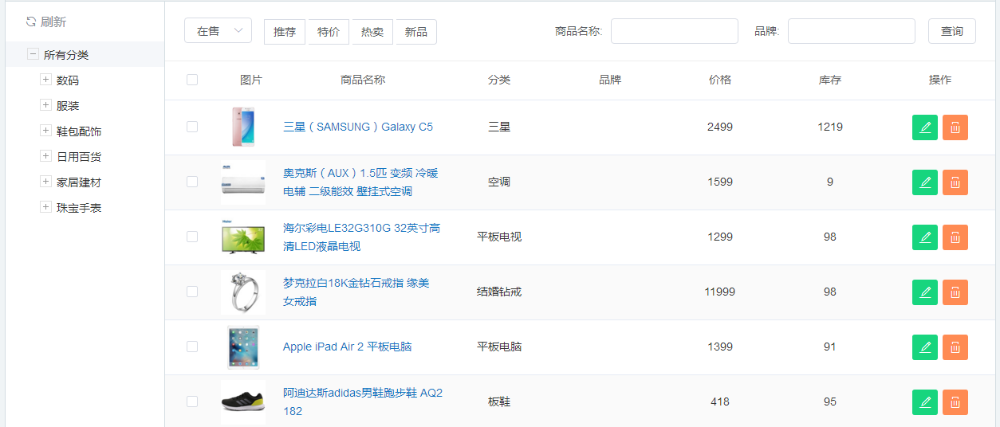 刷新
所有分类
数码
服装
鞋包配饰
日用百货
家居建材
珠宝手表
在售 推荐 特价 热卖 新品 商品名称: 品牌: 查询
图片 商品名称 分类 品牌 价格 库存 操作
三星（SAMSUNG）Galaxy C5 三星 2499 1219
AUX
奥克斯（AUX）1.5匹 变频 冷暖
电辅 二级能效 壁挂式空调
空调 1599 9
Haier
海尔彩电LE32G310G 32英寸高
清LED液晶电视
平板电视 1299 98
梦克拉白18K金钻石戒指 缘美
女戒指
结婚钻戒 11999 98
Apple iPad Air 2 平板电脑 平板电脑 1399 91
阿迪达斯adidas男鞋跑步鞋 AQ2
182
板鞋 418 95